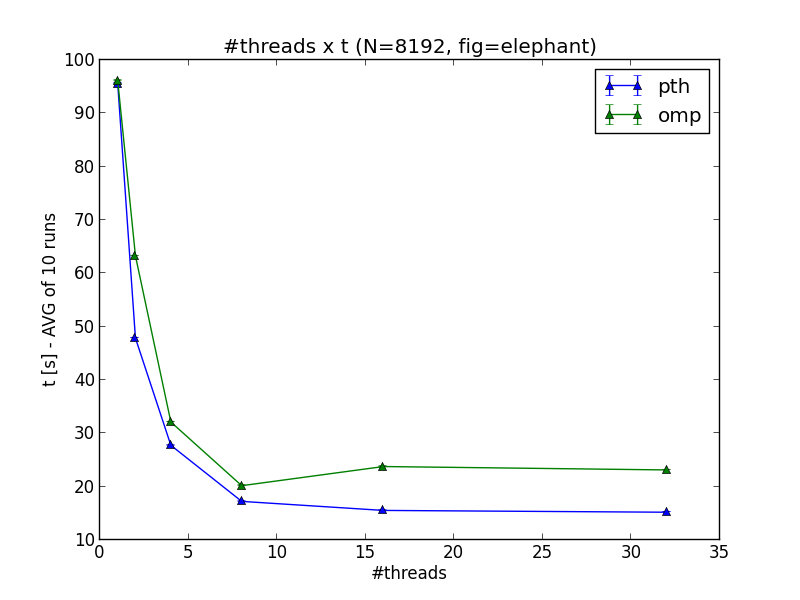 #threads x t (N=8192, fig=elephant)
pth
omp
t [s] - AVG of 10 runs
100
90
80
70
60
50
40
30
20
10
0 5 10 15 20 25 30 35
#threads